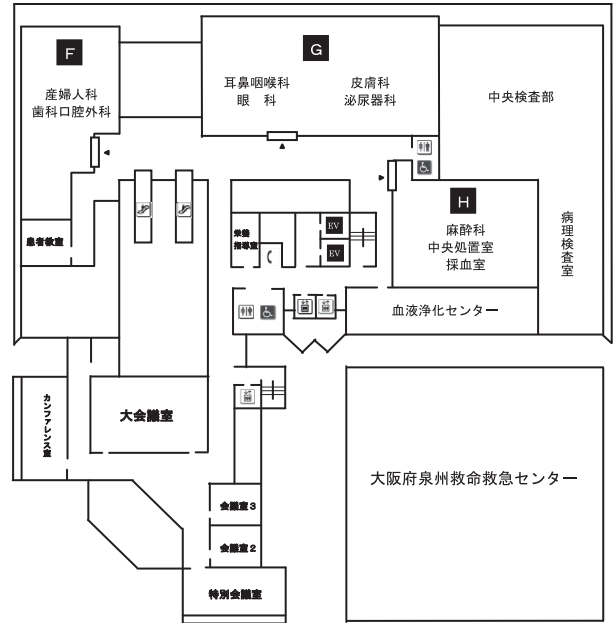 F
産婦人科
歯科口腔外科
G
耳鼻咽喉科
眼　科
皮膚科
泌尿器科
中央検査部
H
麻酔科
中央処置室
採血室
病理検査室
患者教室
栄養
指導室
EV
EV
血液浄化センター
カンファレンス室
大会議室
大阪府泉州救命救急センター
会議室3
会議室2
特別会議室